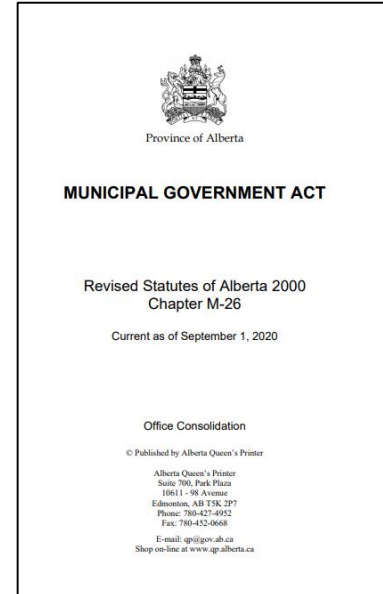 Province of Alberta
MUNICIPAL GOVERNMENT ACT
Revised Statutes of Alberta 2000
Chapter M-26
Current as of September 1, 2020
Office Consolidation
© Published by Alberta Queen's Printer
Alberta Queen's Printer
Suite 700, Park Plaza
10611 - 98 Avenue
Edmonton, AB T5K 2P7
Phone: 780-427-4952
Fax: 780-452-0668
E-mail: qp@gov.ab.ca
Shop on-line at www.qp.alberta.ca